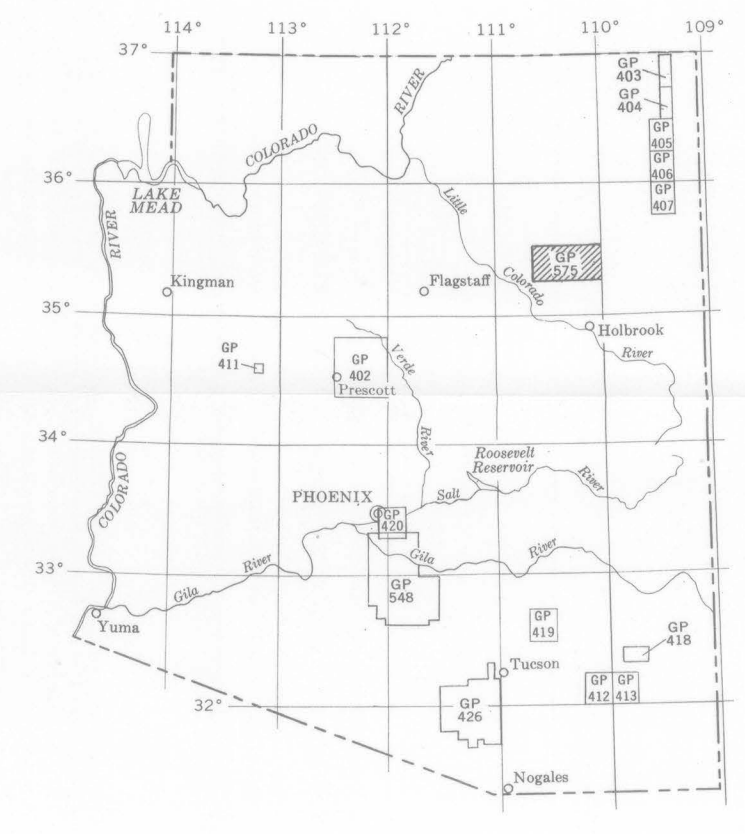 114° 113° 112° 111° 110° 109°
37°
GP
403
GP
404
GP
405
GP
406
GP
407
RIVER
COLORADO
36°
LAKE
MEAD
RIVER
Little
Colorado
River
GP
575
Kingman
Flagstaff
35°
Holbrook
GP
411
GP
402
Prescott
Verde
River
34°
COLORADO
Roosevelt
Reservoir
PHOENIX
Salt
River
GP
420
Gila
River
33°
Gila
River
GP
548
Yuma
GP
419
GP
418
Tucson
GP
412
GP
413
32°
GP
426
Nogales